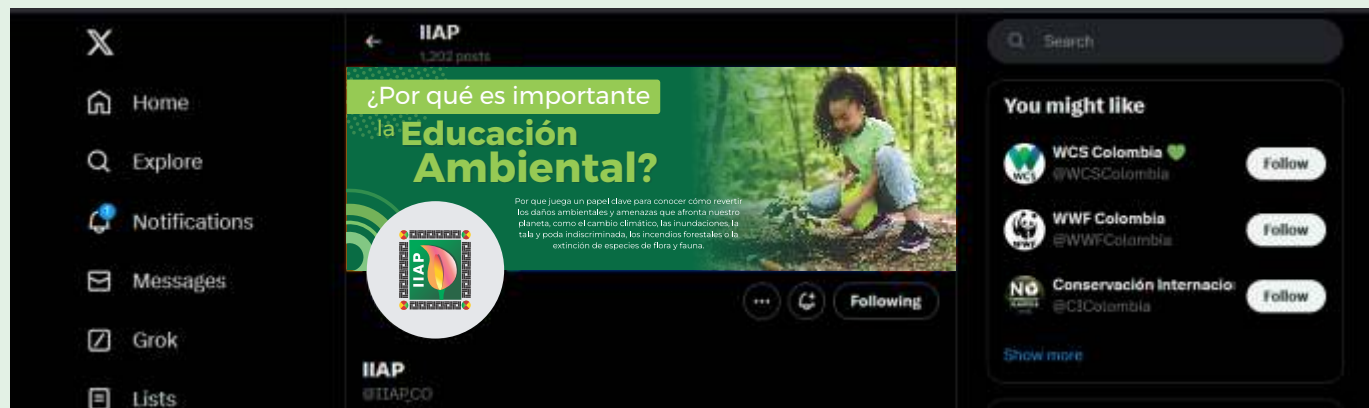 Home
Explore
1
Notifications
Messages
Grok
Lists
IIAP
1,202 posts
¿Por qué es importante
la Educación
Ambiental?
Por que juega un papel clave para conocer cómo revertir
los daños ambientales y amenazas que afronta nuestro
planeta, como el cambio climático, las inundaciones, la
tala y poda indiscriminada, los incendios forestales o la
extinción de especies de flora y fauna.
IIAP
Following
IIAP
@IIAP_CO
Search
You might like
WCS
WCS Colombia
@WCSColombia
Follow
WWF
WWF Colombia
@WWFColombia
Follow
Conservación Internacio
@CIColombia
Follow
Show more